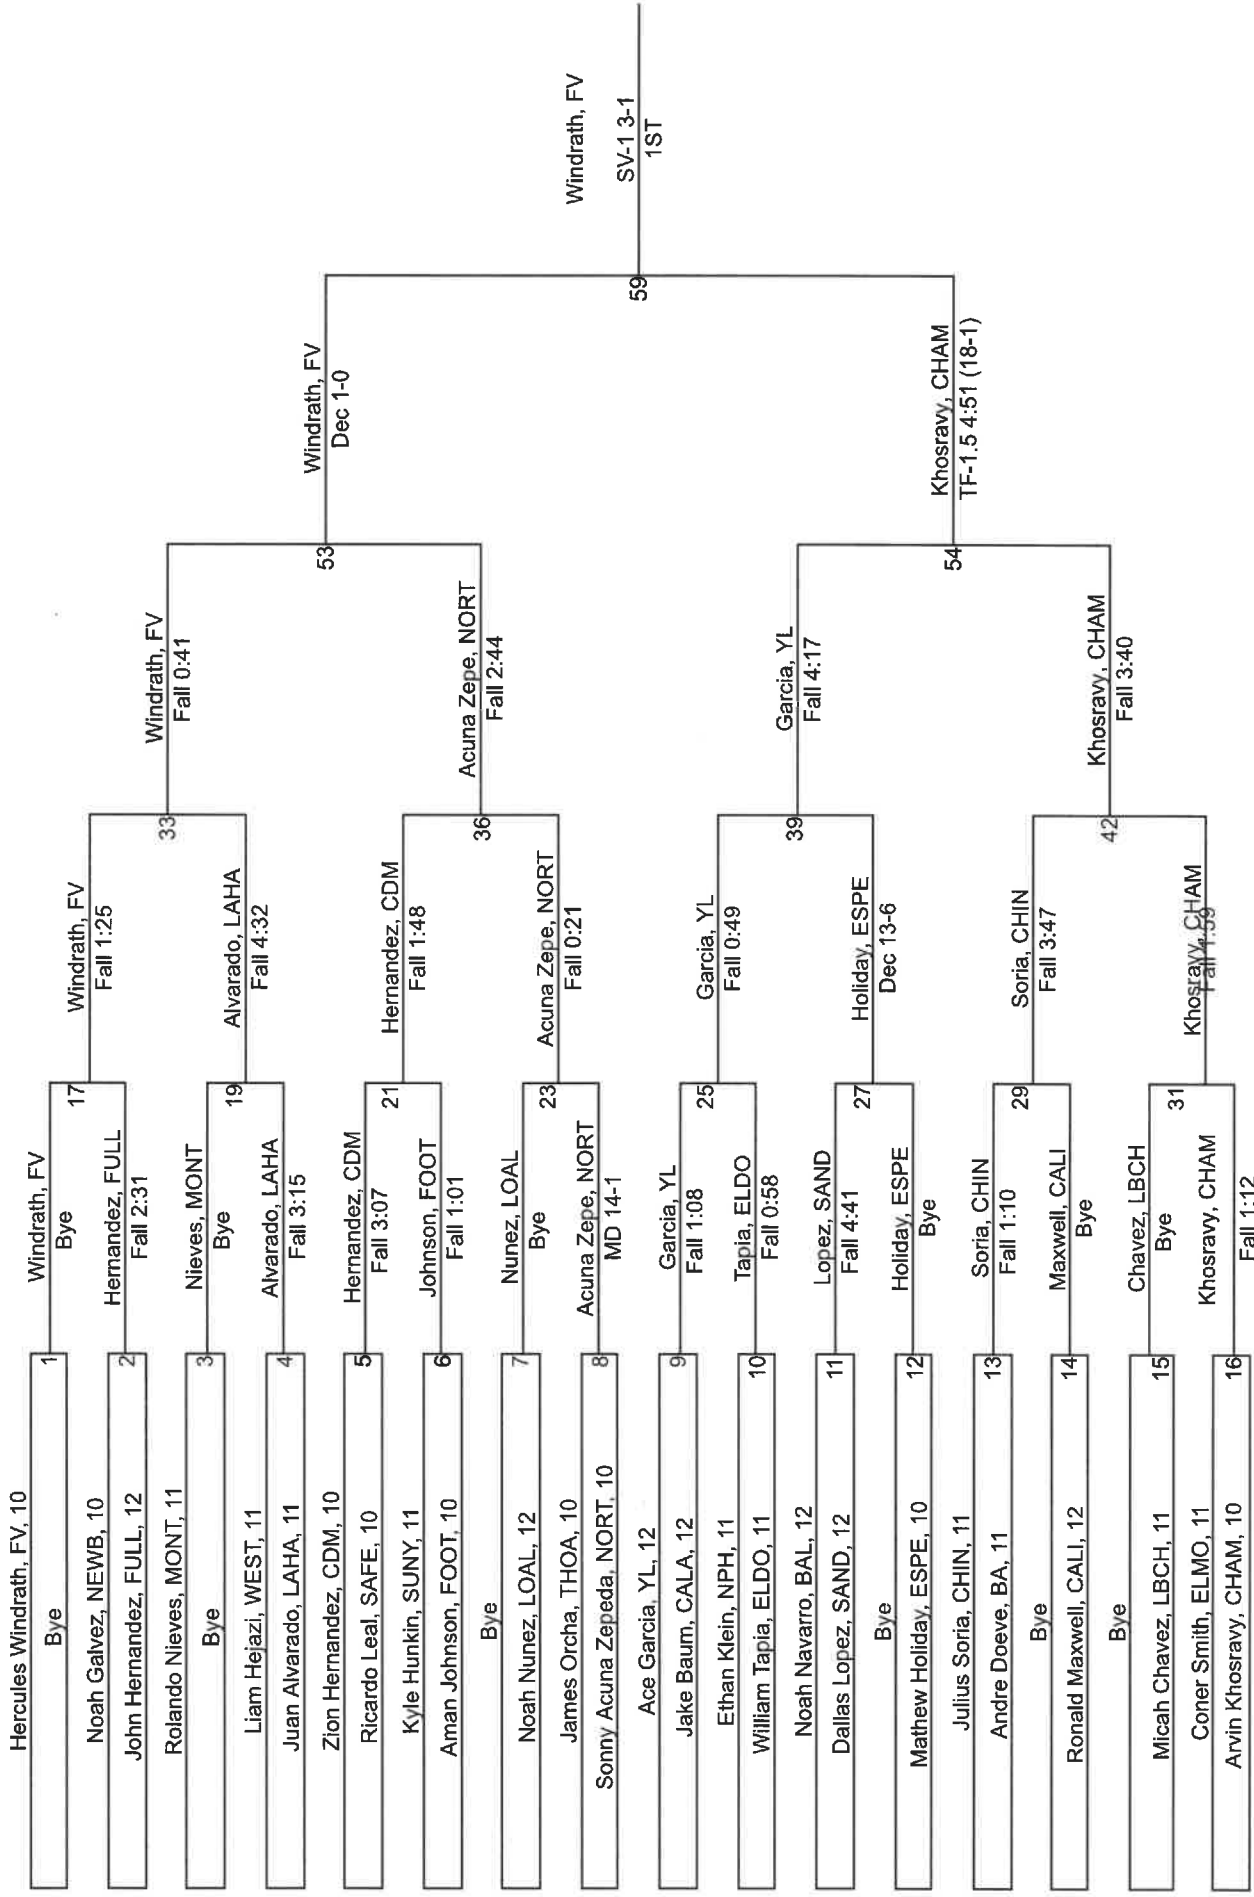 Hercules Windrath, FV, 10
Bye
1
Noah Galvez, NEWB, 10
John Hernandez, FULL, 12
2
Rolando Nieves, MONT, 11
Bye
3
Liam Hejazi, WEST, 11
Juan Alvarado, LAHA, 11
4
Zion Hernandez, CDM, 10
Ricardo Leal, SAFE, 10
5
Kyle Hunkin, SUNY, 11
Aman Johnson, FOOT, 10
6
Bye
Noah Nunez, LOAL, 12
7
James Orcha, THOA, 10
Sonny Acuna Zepeda, NORT, 10
8
Ace Garcia, YL, 12
Jake Baum, CALA, 12
9
Ethan Klein, NPH, 11
William Tapia, ELDO, 11
10
Noah Navarro, BAL, 12
Dallas Lopez, SAND, 12
11
Bye
Mathew Holiday, ESPE, 10
12
Julius Soria, CHIN, 11
Andre Doeve, BA, 11
13
Bye
Ronald Maxwell, CALI, 12
14
Bye
Micah Chavez, LBCH, 11
15
Coner Smith, ELMO, 11
Arvin Khosravy, CHAM, 10
16
Windrath, FV
Bye
17
Hernandez, FULL
Fall 2:31
Nieves, MONT
Bye
19
Alvarado, LAHA
Fall 3:15
Hernandez, CDM
Fall 3:07
21
Johnson, FOOT
Fall 1:01
Nunez, LOAL
Bye
23
Acuna Zepe, NORT
MD 14-1
Garcia, YL
Fall 1:08
25
Tapia, ELDO
Fall 0:58
Lopez, SAND
Fall 4:41
27
Holiday, ESPE
Bye
Soria, CHIN
Fall 1:10
29
Maxwell, CALI
Bye
Chavez, LBCH
Bye
31
Khosravy, CHAM
Fall 1:12
Windrath, FV
Fall 1:25
33
Alvarado, LAHA
Fall 4:32
Hernandez, CDM
Fall 1:48
36
Acuna Zepe, NORT
Fall 0:21
Garcia, YL
Fall 0:49
39
Holiday, ESPE
Dec 13-6
Soria, CHIN
Fall 3:47
42
Khosravy, CHAM
Fall 1:59
Windrath, FV
Fall 0:41
53
Acuna Zepe, NORT
Fall 2:44
Garcia, YL
Fall 4:17
54
Khosravy, CHAM
Fall 3:40
Windrath, FV
Dec 1-0
59
Khosravy, CHAM
TF-1.5 4:51 (18-1)
Windrath, FV
SV-1 3-1
1ST